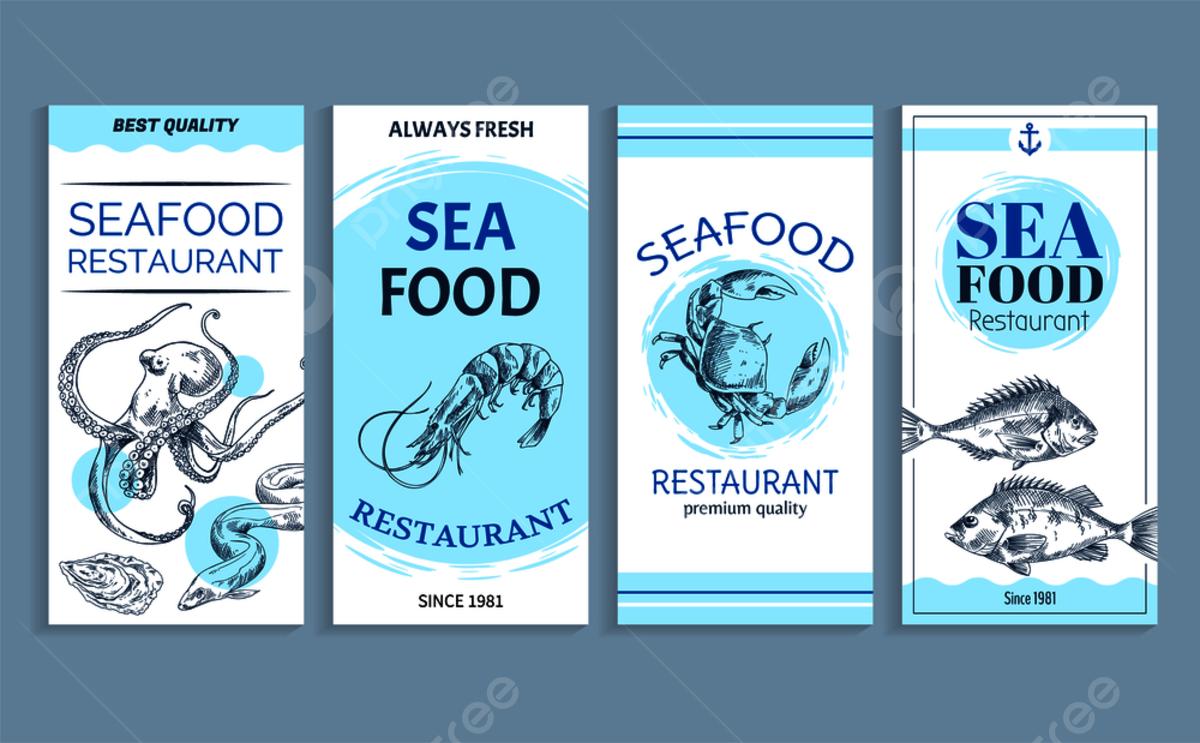 BEST QUALITY
SEAFOOD
RESTAURANT
ALWAYS FRESH
SEA
FOOD
RESTAURANT
SINCE 1981
SEAFOOD
RESTAURANT
premium quality
SEA
FOOD
Restaurant
Since 1981